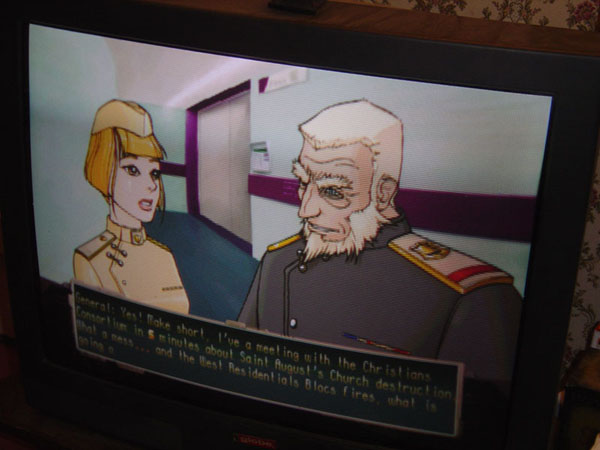 General: Yes! Make short. I've a meeting with the Christians
Consortium in 5 minutes about Saint August's Church destruction
What a mess... and the West Residentials Blocs fires, what is
going o